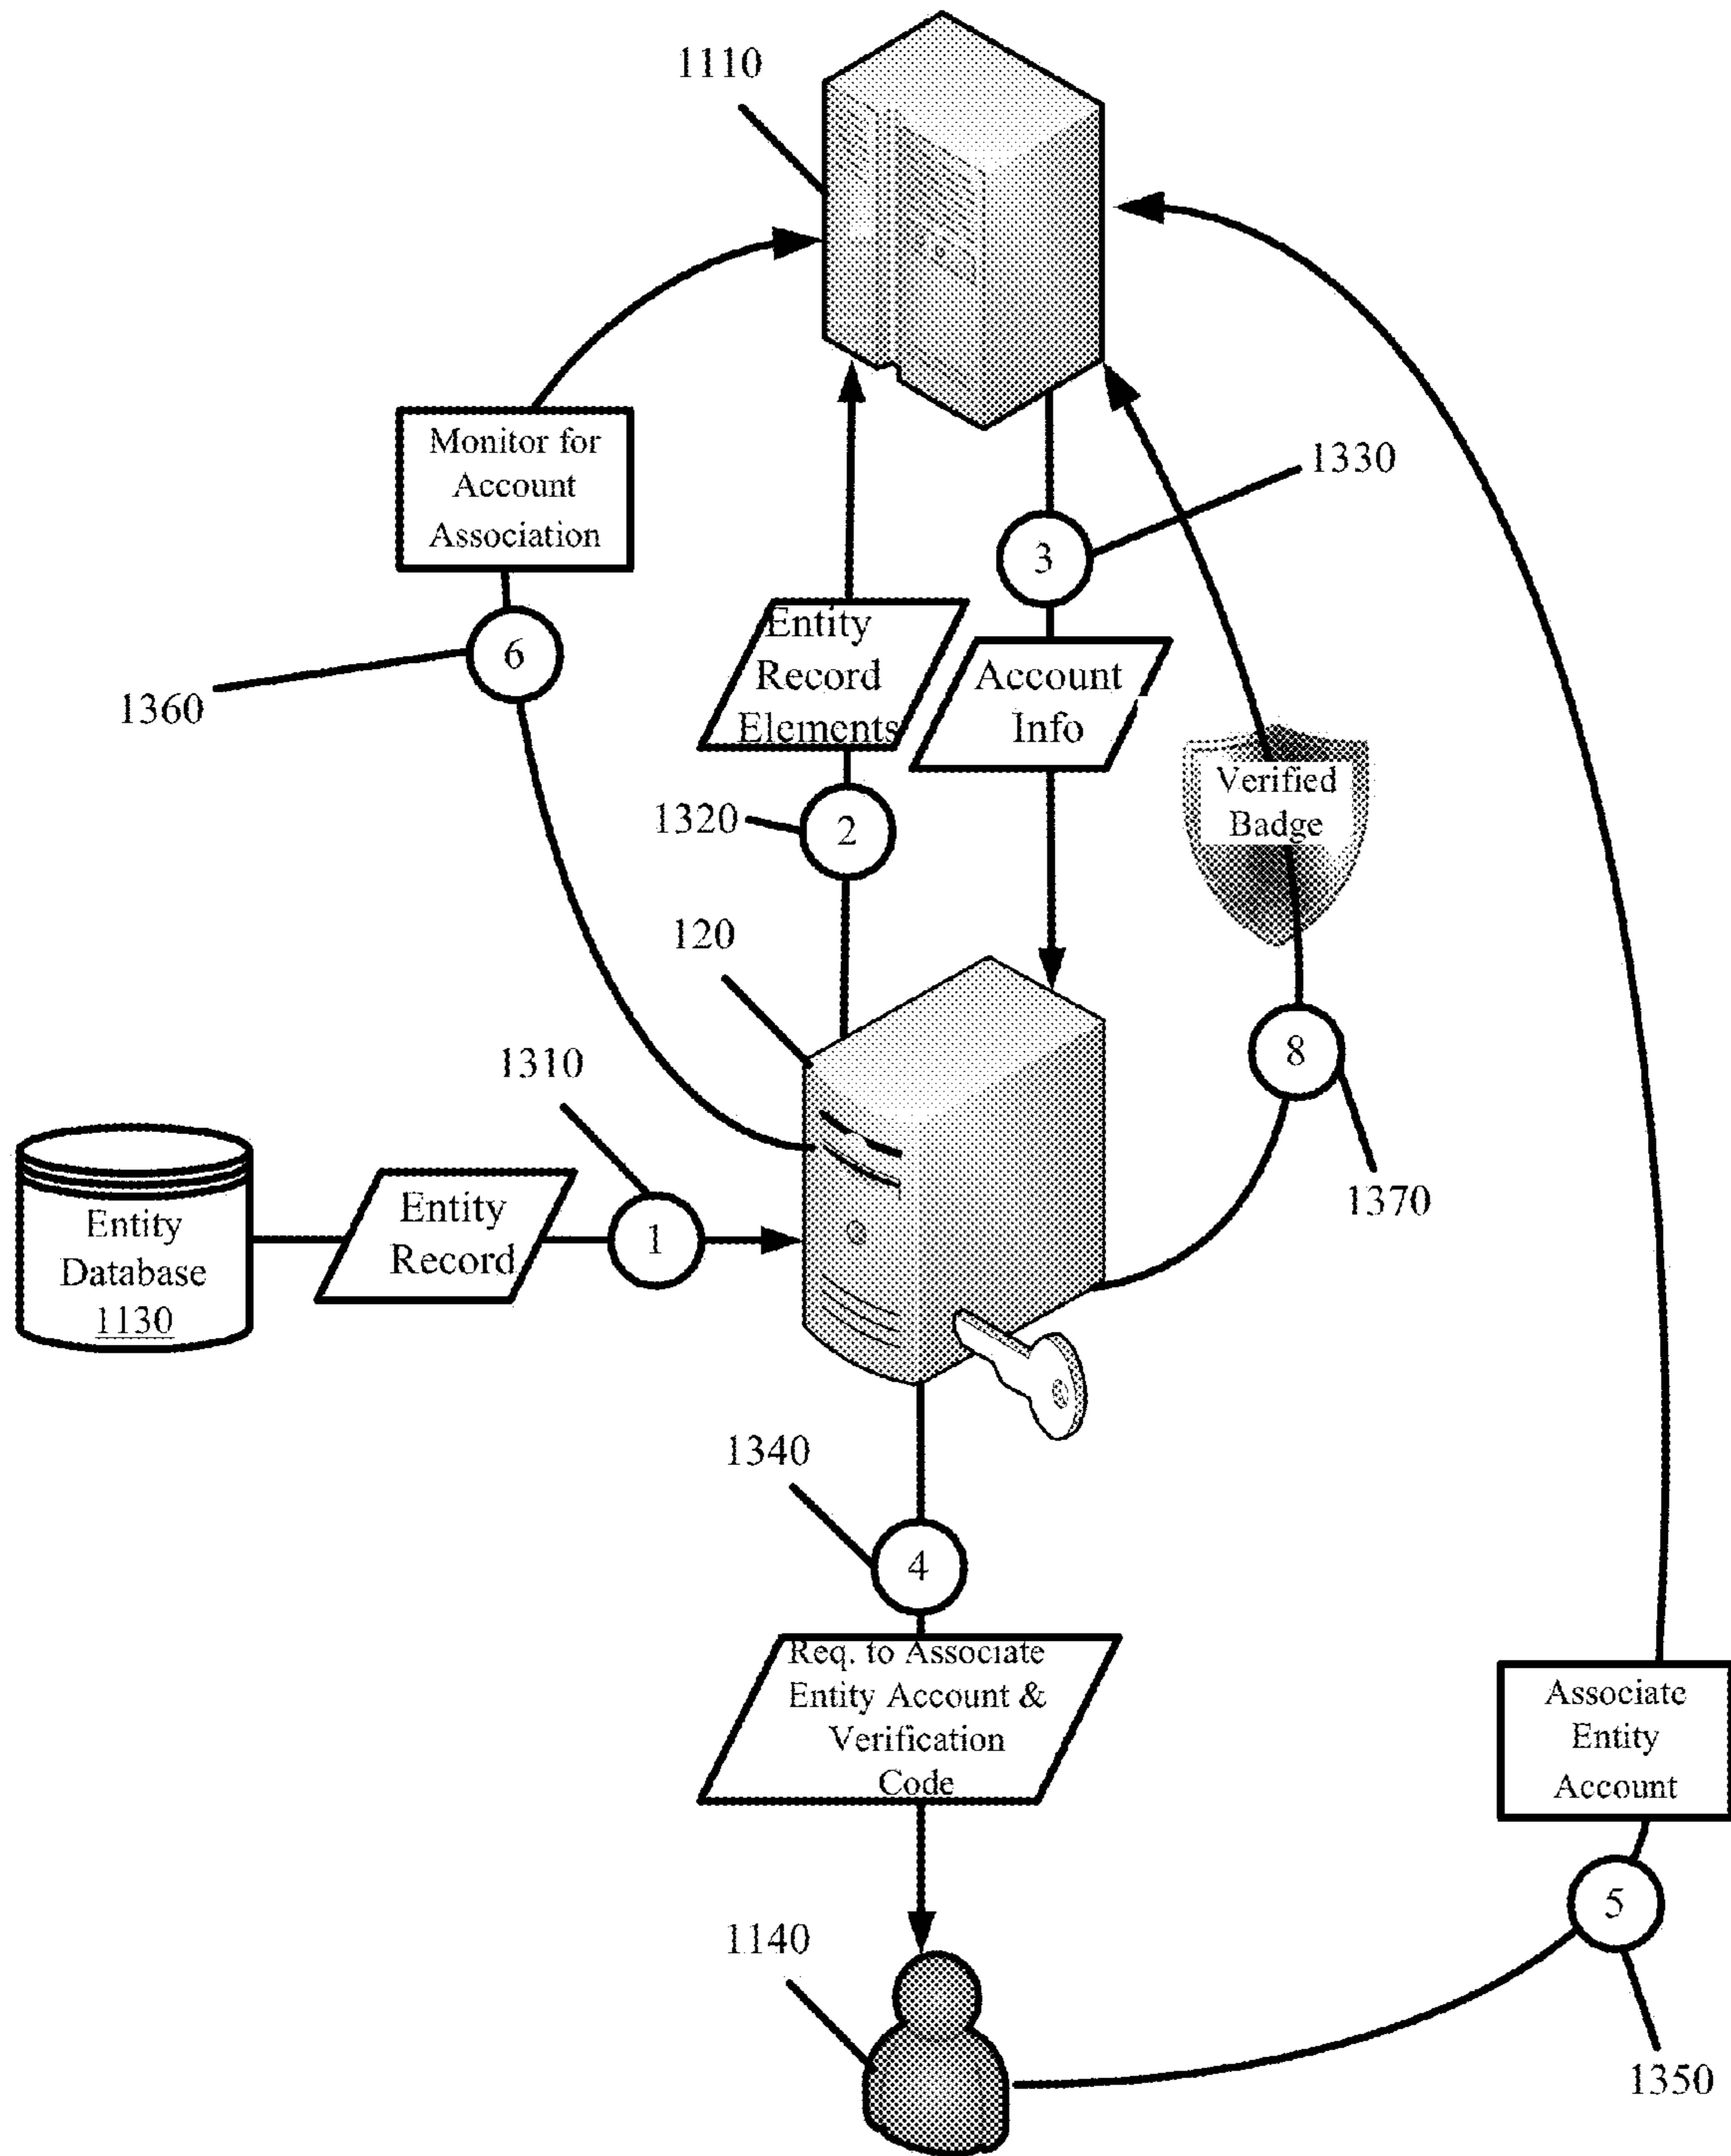 1110
Monitor for
Account
Association
1330
3
Entity
Record
Elements
Account
Info
6
1360
Verified
Badge
1320
2
120
8
1310
1370
Entity
Database
1130
Entity
Record
1
1340
4
Req. to Associate
Entity Account &
Verification
Code
Associate
Entity
Account
5
1140
1350